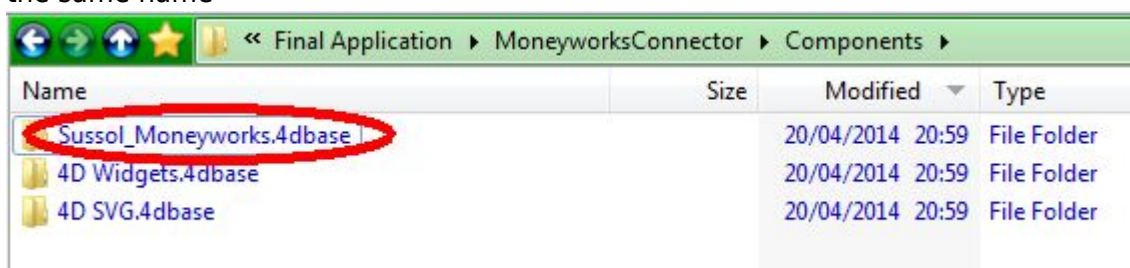 the same name
« Final Application ▸ MoneyworksConnector ▸ Components ▸
Name Size Modified Type
Sussol_Moneyworks.4dbase 20/04/2014 20:59 File Folder
4D Widgets.4dbase 20/04/2014 20:59 File Folder
4D SVG.4dbase 20/04/2014 20:59 File Folder